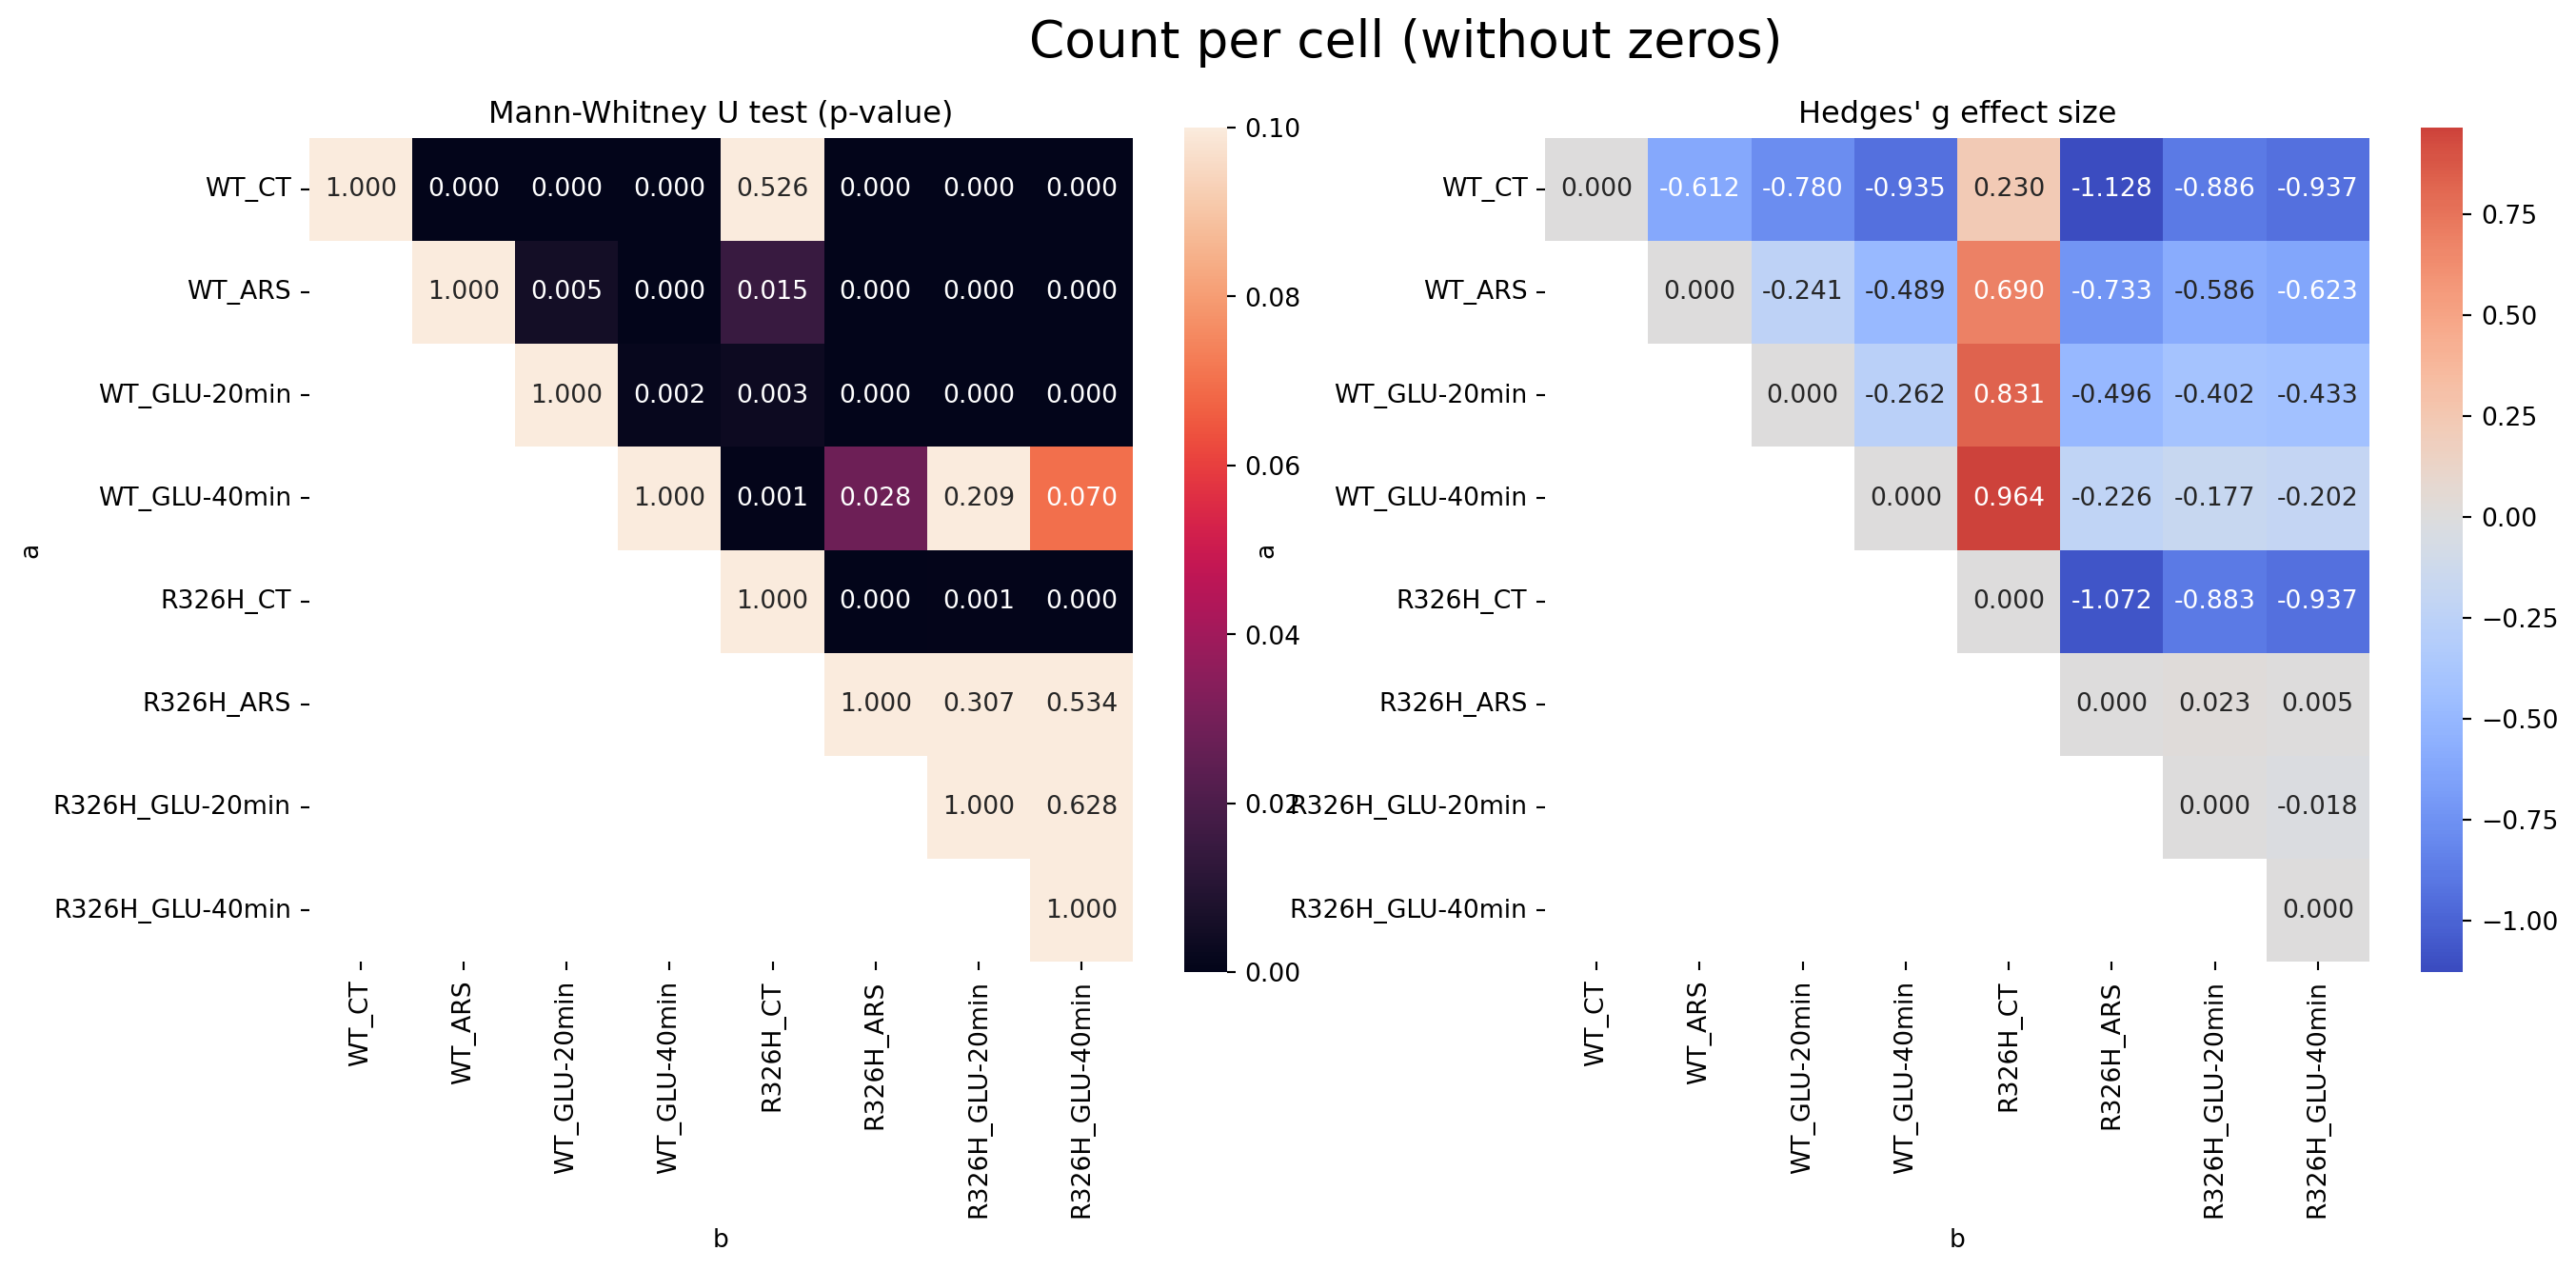 Count per cell (without zeros)
Mann-Whitney U test (p-value)
WT_CT 1.000 0.000 0.000 0.000 0.526 0.000 0.000 0.000
WT_ARS 1.000 0.005 0.000 0.015 0.000 0.000 0.000
WT_GLU-20min 1.000 0.002 0.003 0.000 0.000 0.000
WT_GLU-40min 1.000 0.001 0.028 0.209 0.070
R326H_CT 1.000 0.000 0.001 0.000
R326H_ARS 1.000 0.307 0.534
R326H_GLU-20min 1.000 0.628
R326H_GLU-40min 1.000
a
WT_CT
WT_ARS
WT_GLU-20min
WT_GLU-40min
R326H_CT
R326H_ARS
R326H_GLU-20min
R326H_GLU-40min
b
0.10
0.08
0.06
0.04
0.02
0.00
Hedges' g effect size
WT_CT 0.000 -0.612 -0.780 -0.935 0.230 -1.128 -0.886 -0.937
WT_ARS 0.000 -0.241 -0.489 0.690 -0.733 -0.586 -0.623
WT_GLU-20min 0.000 -0.262 0.831 -0.496 -0.402 -0.433
WT_GLU-40min 0.000 0.964 -0.226 -0.177 -0.202
R326H_CT 0.000 -1.072 -0.883 -0.937
R326H_ARS 0.000 0.023 0.005
R326H_GLU-20min 0.000 -0.018
R326H_GLU-40min 0.000
a
WT_CT
WT_ARS
WT_GLU-20min
WT_GLU-40min
R326H_CT
R326H_ARS
R326H_GLU-20min
R326H_GLU-40min
b
0.75
0.50
0.25
0.00
−0.25
−0.50
−0.75
−1.00